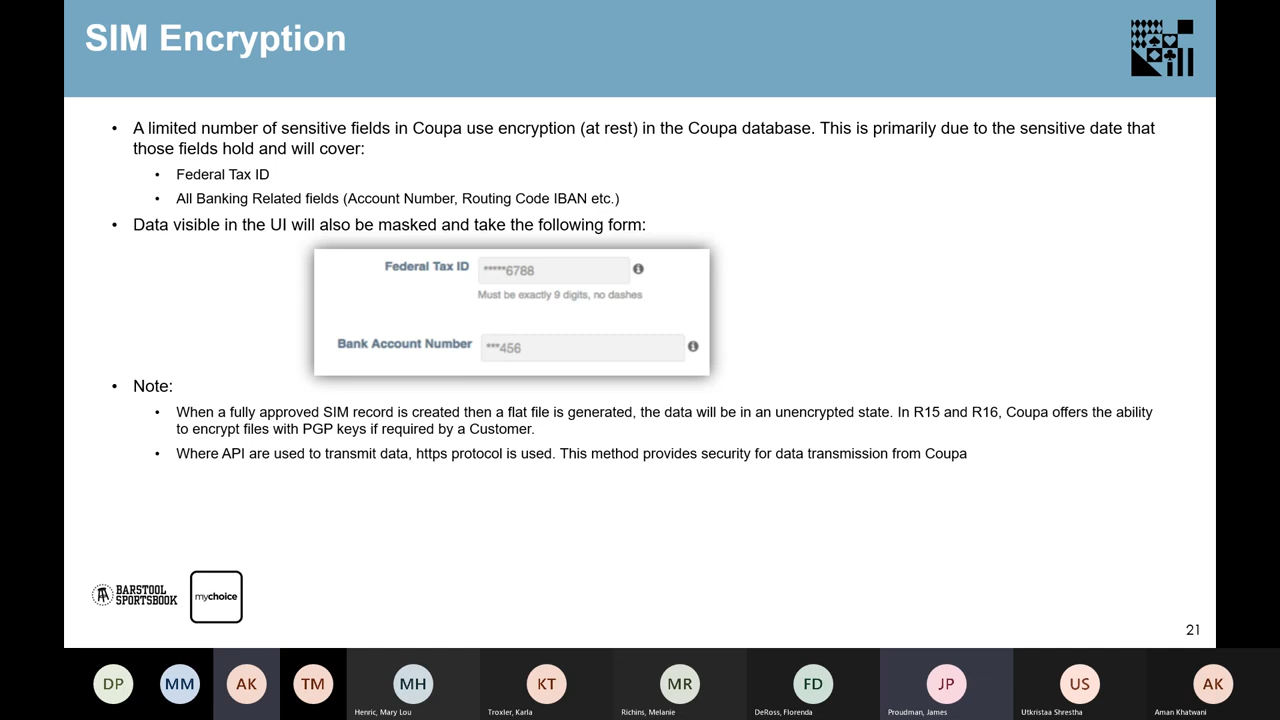 SIM Encryption
• A limited number of sensitive fields in Coupa use encryption (at rest) in the Coupa database. This is primarily due to the sensitive date that
those fields hold and will cover:
• Federal Tax ID
• All Banking Related fields (Account Number, Routing Code IBAN etc.)
• Data visible in the UI will also be masked and take the following form:
Federal Tax ID *****6788
Must be exactly 9 digits, no dashes
Bank Account Number ***456
• Note:
• When a fully approved SIM record is created then a flat file is generated, the data will be in an unencrypted state. In R15 and R16, Coupa offers the ability
to encrypt files with PGP keys if required by a Customer.
• Where API are used to transmit data, https protocol is used. This method provides security for data transmission from Coupa
BARSTOOL
SPORTSBOOK
mychoice
21
DP MM AK TM MH KT MR FD JP US AK
Henric, Mary Lou Troxler, Karla Richins, Melanie DeRoss, Florenda Proudman, James Utkristaa Shrestha Aman Khatwani